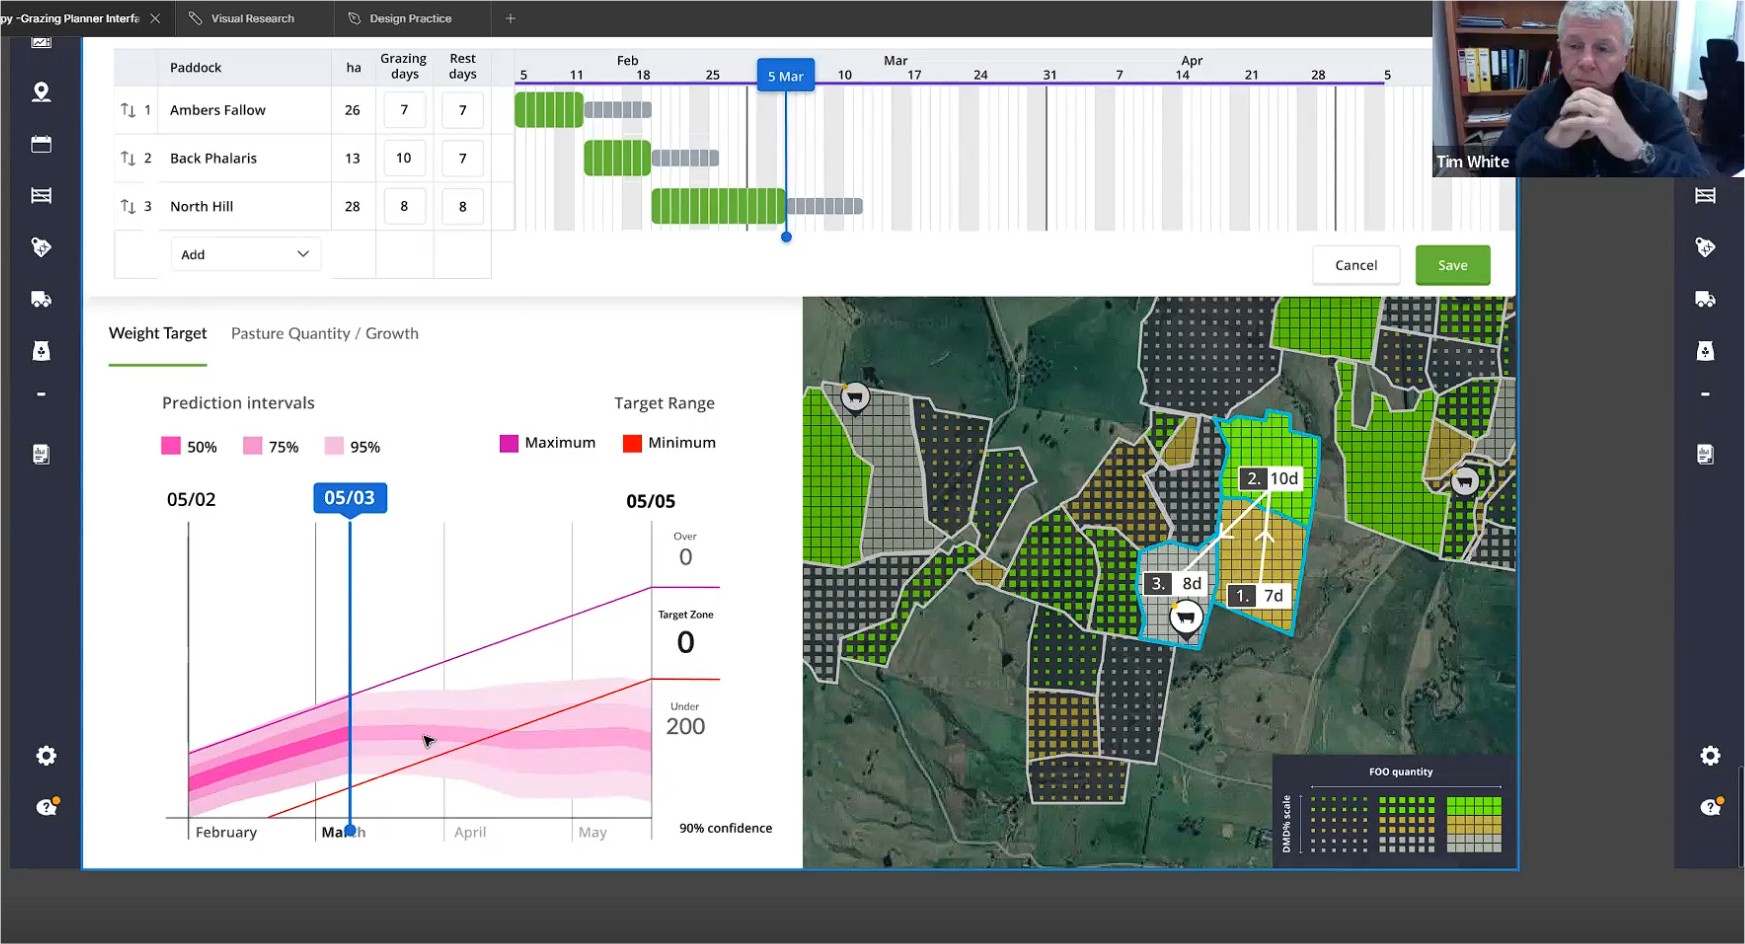 py -Grazing Planner Interfa
Visual Research
Design Practice
Paddock
ha
Grazing days
Rest days
Feb
Mar
Apr
5 11 18 25 5 Mar 10 17 24 31 7 14 21 28 5
1 Ambers Fallow 26 7 7
2 Back Phalaris 13 10 7
3 North Hill 28 8 8
Add
Cancel
Save
Tim White
Weight Target
Pasture Quantity / Growth
Prediction intervals
Target Range
50% 75% 95%
Maximum Minimum
05/02
05/03
05/05
Over
0
Target Zone
0
Under
200
February March April May
90% confidence
2. 10d
3. 8d
1. 7d
FOO quantity
DMD% scale